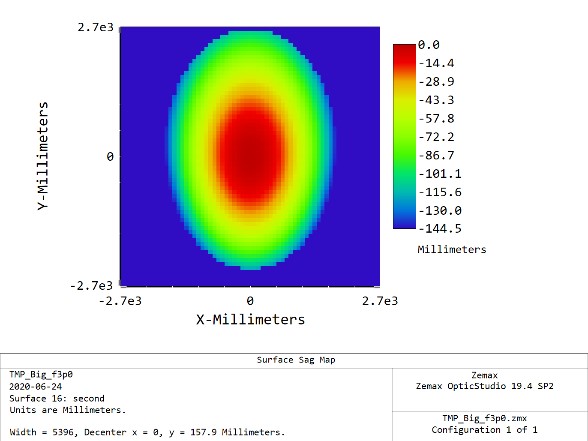 2.7e3
0
-2.7e3
Y-Millimeters
-2.7e3
0
2.7e3
X-Millimeters
0.0
-14.4
-28.9
-43.3
-57.8
-72.2
-86.7
-101.1
-115.6
-130.0
-144.5
Millimeters
Surface Sag Map
TMP_Big_f3p0
2020-06-24
Surface 16: second
Units are Millimeters.
Width = 5396, Decenter x = 0, y = 157.9 Millimeters.
Zemax
Zemax OpticStudio 19.4 SP2
TMP_Big_f3p0.zmx
Configuration 1 of 1